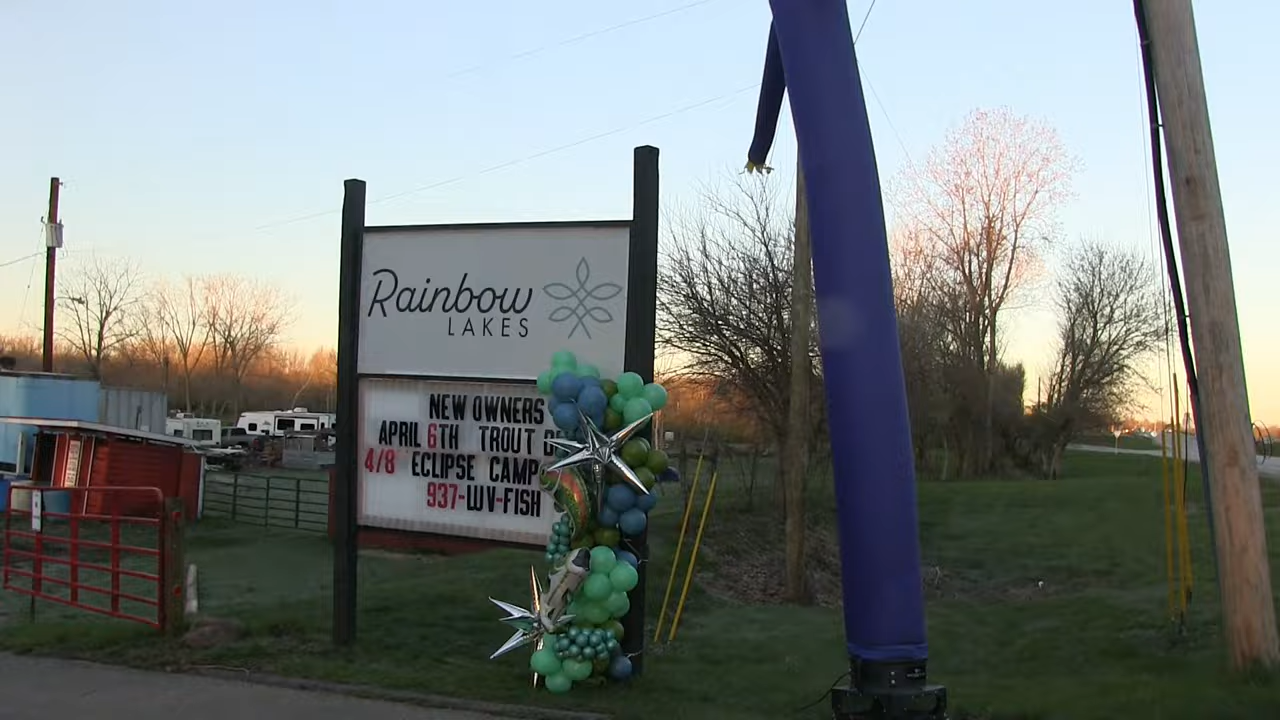 Rainbow
LAKES
NEW OWNERS
APRIL 6TH TROUT
4/8 ECLIPSE CAMP
937-WV-FISH